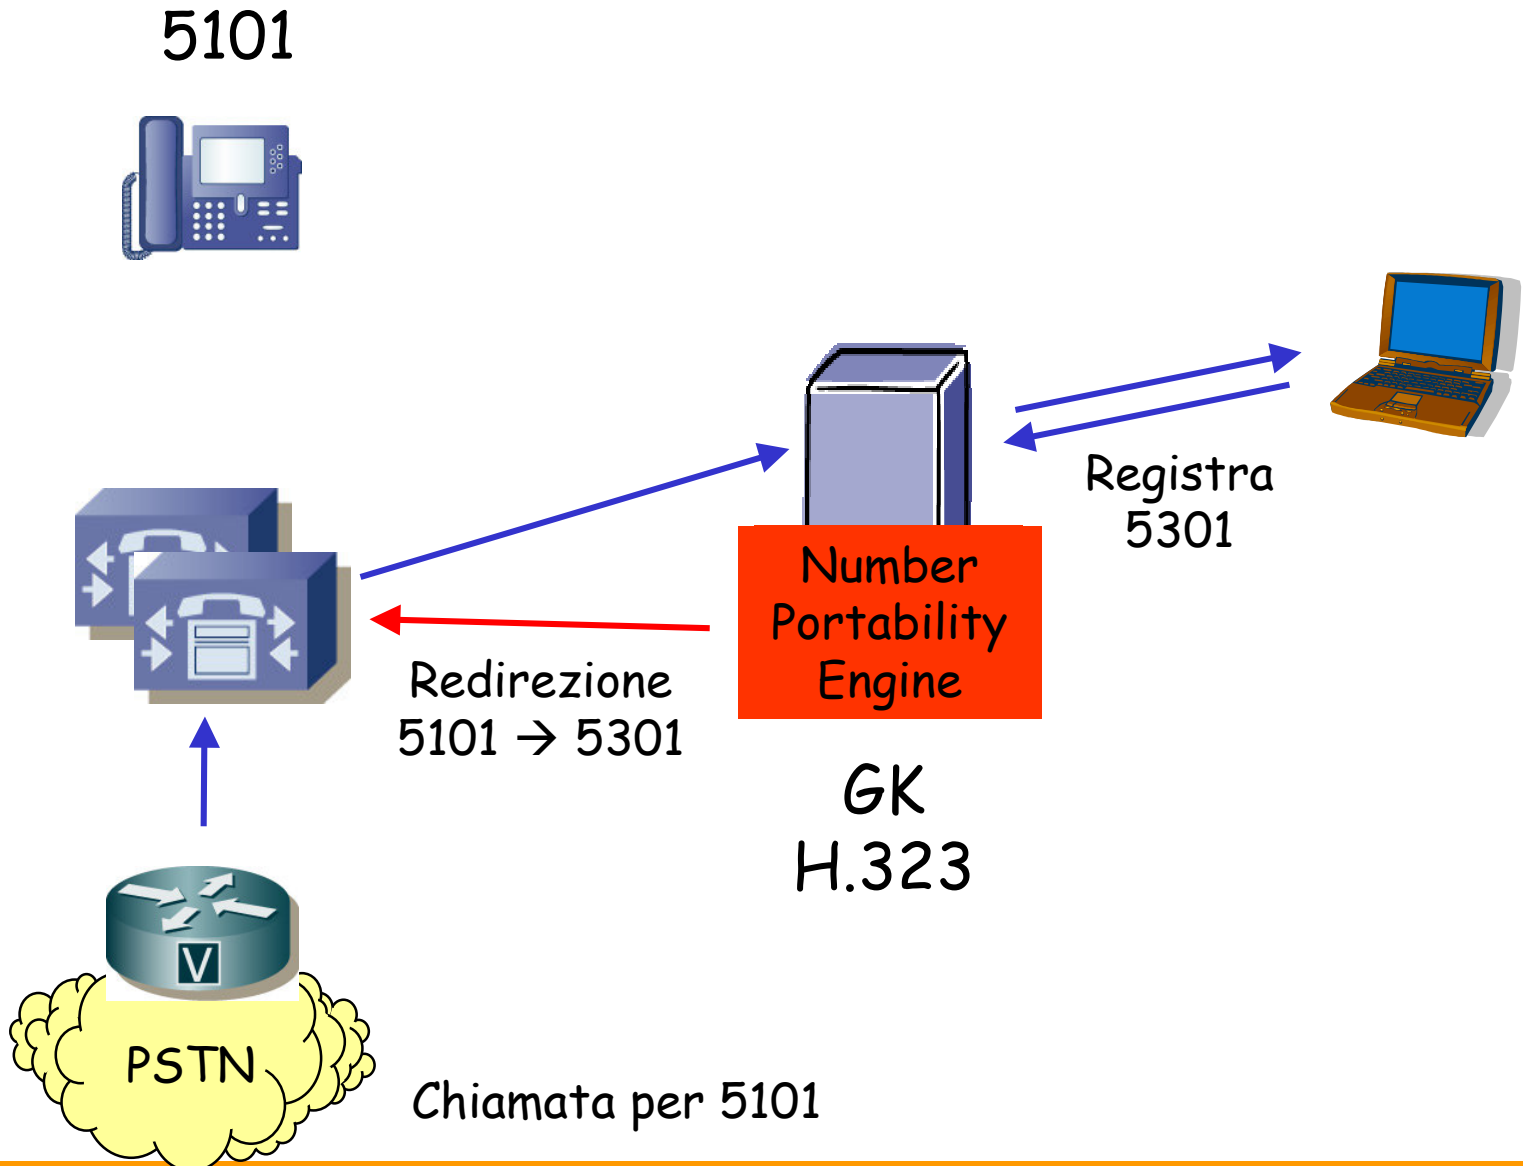 5101
Registra
5301
Number
Portability
Engine
Redirezione
5101 → 5301
GK
H.323
V
PSTN
Chiamata per 5101